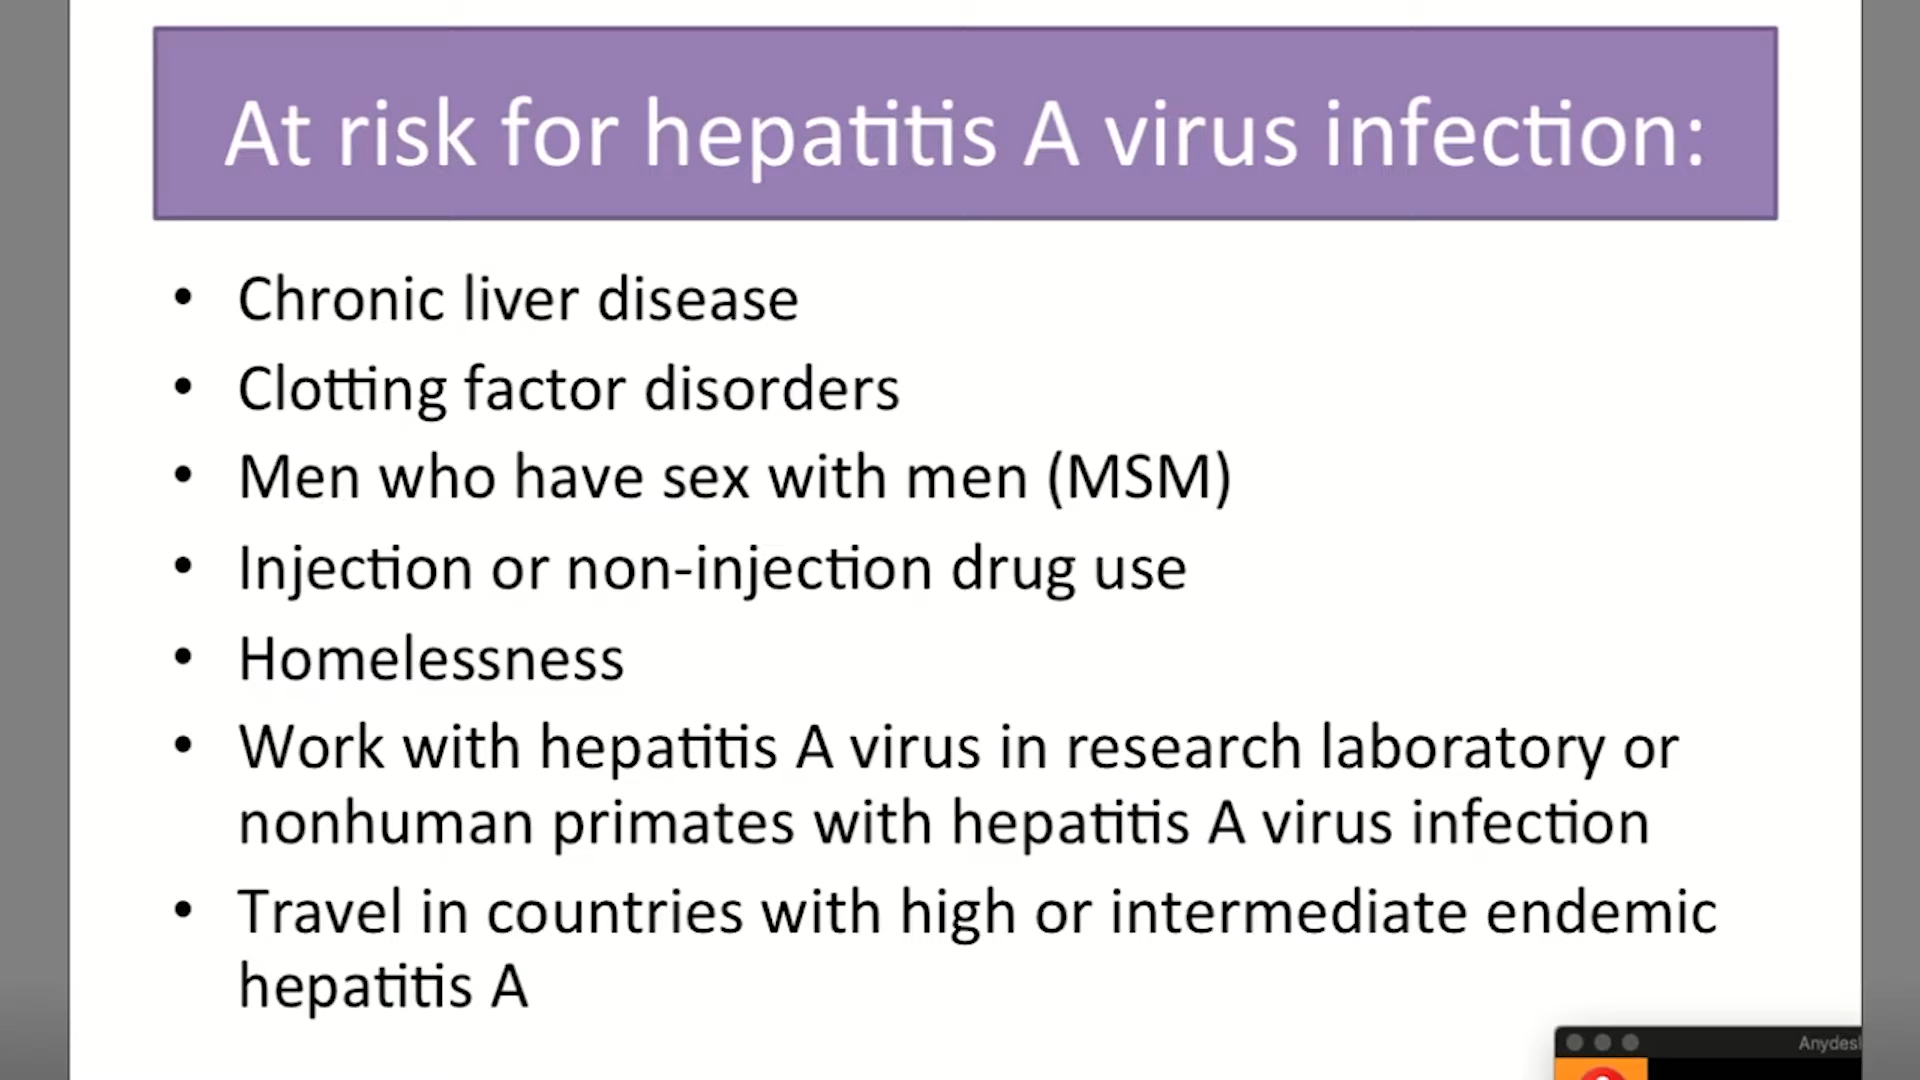 At risk for hepatitis A virus infection:
• Chronic liver disease
• Clotting factor disorders
• Men who have sex with men (MSM)
• Injection or non-injection drug use
• Homelessness
• Work with hepatitis A virus in research laboratory or
nonhuman primates with hepatitis A virus infection
• Travel in countries with high or intermediate endemic
hepatitis A